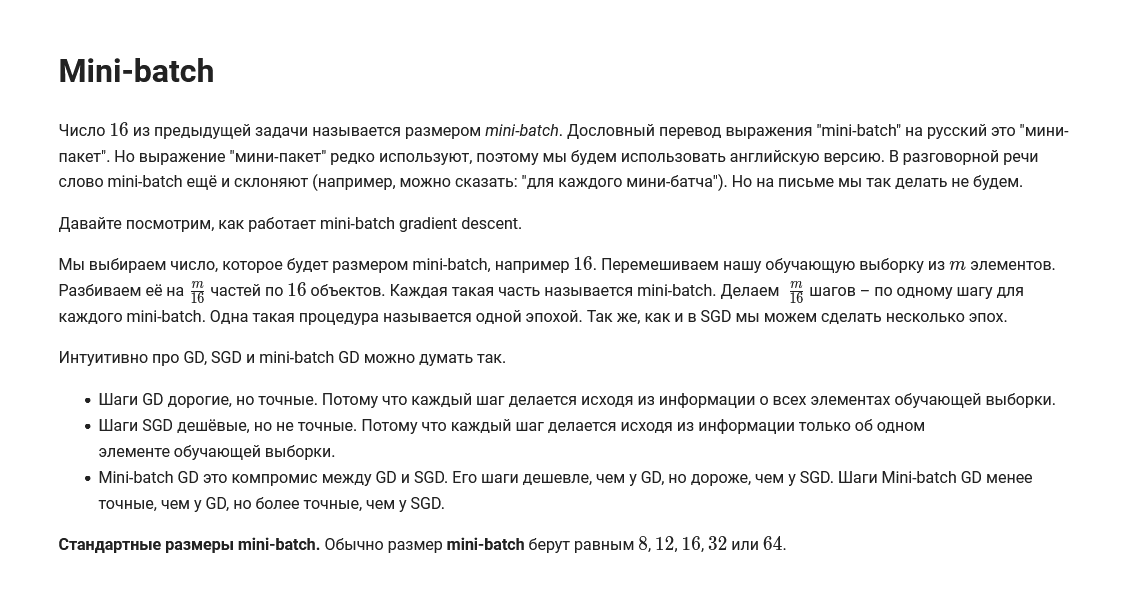 Mini-batch
Число 16 из предыдущей задачи называется размером mini-batch. Дословный перевод выражения "mini-batch" на русский это "мини-
пакет". Но выражение "мини-пакет" редко используют, поэтому мы будем использовать английскую версию. В разговорной речи
слово mini-batch ещё и склоняют (например, можно сказать: "для каждого мини-батча"). Но на письме мы так делать не будем.
Давайте посмотрим, как работает mini-batch gradient descent.
Мы выбираем число, которое будет размером mini-batch, например 16. Перемешиваем нашу обучающую выборку из m элементов.
Разбиваем её на m/16 частей по 16 объектов. Каждая такая часть называется mini-batch. Делаем m/16 шагов – по одному шагу для
каждого mini-batch. Одна такая процедура называется одной эпохой. Так же, как и в SGD мы можем сделать несколько эпох.
Интуитивно про GD, SGD и mini-batch GD можно думать так.
• Шаги GD дорогие, но точные. Потому что каждый шаг делается исходя из информации о всех элементах обучающей выборки.
• Шаги SGD дешёвые, но не точные. Потому что каждый шаг делается исходя из информации только об одном
элементе обучающей выборки.
• Mini-batch GD это компромис между GD и SGD. Его шаги дешевле, чем у GD, но дороже, чем у SGD. Шаги Mini-batch GD менее
точные, чем у GD, но более точные, чем у SGD.
Стандартные размеры mini-batch. Обычно размер mini-batch берут равным 8, 12, 16, 32 или 64.